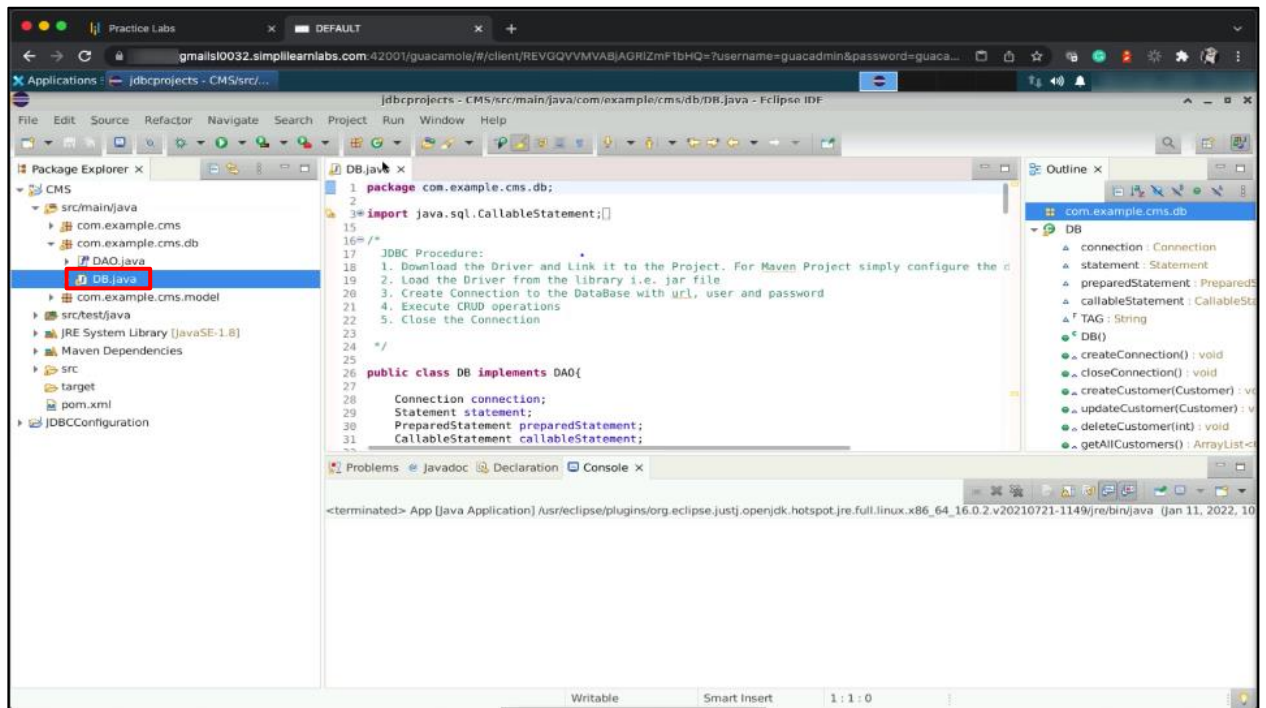 Practice Labs
DEFAULT
gmailsl0032.simplilearnlabs.com:42001/guacamole/#/client/REVGQVVMVABjAGRlZmF1bHQ=?username=guacadmin&password=guaca...
Applications
jdbcprojects - CMS/src/...
jdbcprojects - CMS/src/main/java/com/example/cms/db/DB.java - Eclipse IDE
File Edit Source Refactor Navigate Search Project Run Window Help
Package Explorer
CMS
src/main/java
com.example.cms
com.example.cms.db
DAO.java
DB.java
com.example.cms.model
src/test/java
JRE System Library [JavaSE-1.8]
Maven Dependencies
src
target
pom.xml
JDBCConfiguration
DB.java
1 package com.example.cms.db;
2
3 import java.sql.CallableStatement;
15
16 /*
17 JDBC Procedure:
18 1. Download the Driver and Link it to the Project. For Maven Project simply configure the d
19 2. Load the Driver from the library i.e. jar file
20 3. Create Connection to the DataBase with url, user and password
21 4. Execute CRUD operations
22 5. Close the Connection
23
24 */
25
26 public class DB implements DAO{
27
28 Connection connection;
29 Statement statement;
30 PreparedStatement preparedStatement;
31 CallableStatement callableStatement;
Outline
com.example.cms.db
DB
connection : Connection
statement : Statement
preparedStatement : PreparedS
callableStatement : CallableSta
F TAG : String
C DB()
createConnection() : void
closeConnection() : void
createCustomer(Customer) : vo
updateCustomer(Customer) : v
deleteCustomer(int) : void
getAllCustomers() : ArrayList<
Problems Javadoc Declaration Console
<terminated> App [Java Application] /usr/eclipse/plugins/org.eclipse.justj.openjdk.hotspot.jre.full.linux.x86_64_16.0.2.v20210721-1149/jre/bin/java (Jan 11, 2022, 10
Writable Smart Insert 1 : 1 : 0